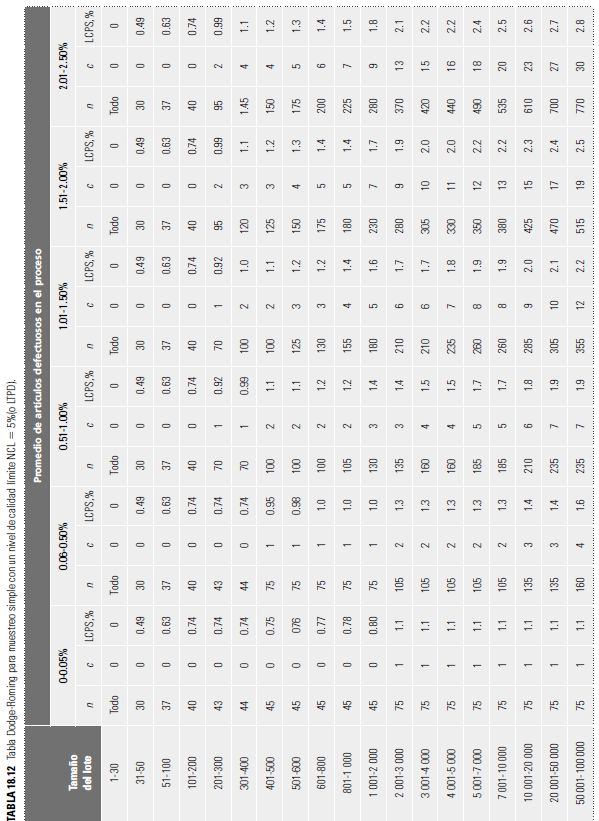 TABLA 18.12 Tabla Dodge-Roming para muestreo simple con un nivel de calidad límite NCL = 5%(o LTPD).
Promedio de artículos defectuosos en el proceso
Tamaño
del lote
0-0.05% 0.06-0.50% 0.51-1.00% 1.01-1.50% 1.51-2.00% 2.01-2.50%
n c LCPS,% n c LCPS,% n c LCPS,% n c LCPS,% n c LCPS,% n c LCPS,%
1-30 Todo 0 0 Todo 0 0 Todo 0 0 Todo 0 0 Todo 0 0 Todo 0 0
31-50 30 0 0.49 30 0 0.49 30 0 0.49 30 0 0.49 30 0 0.49 30 0 0.49
51-100 37 0 0.63 37 0 0.63 37 0 0.63 37 0 0.63 37 0 0.63 37 0 0.63
101-200 40 0 0.74 40 0 0.74 40 0 0.74 40 0 0.74 40 0 0.74 40 0 0.74
201-300 43 0 0.74 43 0 0.74 70 1 0.92 70 1 0.92 95 2 0.99 95 2 0.99
301-400 44 0 0.74 44 0 0.74 70 1 0.99 100 2 1.0 120 3 1.1 1.45 4 1.1
401-500 45 0 0.75 75 1 0.95 100 2 1.1 100 2 1.1 125 3 1.2 150 4 1.2
501-600 45 0 076 75 1 0.98 100 2 1.1 125 3 1.2 150 4 1.3 175 5 1.3
601-800 45 0 0.77 75 1 1.0 100 2 1.2 130 3 1.2 175 5 1.4 200 6 1.4
801-1 000 45 0 0.78 75 1 1.0 105 2 1.2 155 4 1.4 180 5 1.4 225 7 1.5
1 001-2 000 45 0 0.80 75 1 1.0 130 3 1.4 180 5 1.6 230 7 1.7 280 9 1.8
2 001-3 000 75 1 1.1 105 2 1.3 135 3 1.4 210 6 1.7 280 9 1.9 370 13 2.1
3 001-4 000 75 1 1.1 105 2 1.3 160 4 1.5 210 6 1.7 305 10 2.0 420 15 2.2
4 001-5 000 75 1 1.1 105 2 1.3 160 4 1.5 235 7 1.8 330 11 2.0 440 16 2.2
5 001-7 000 75 1 1.1 105 2 1.3 185 5 1.7 260 8 1.9 350 12 2.2 490 18 2.4
7 001-10 000 75 1 1.1 105 2 1.3 185 5 1.7 260 8 1.9 380 13 2.2 535 20 2.5
10 001-20 000 75 1 1.1 135 3 1.4 210 6 1.8 285 9 2.0 425 15 2.3 610 23 2.6
20 001-50 000 75 1 1.1 135 3 1.4 235 7 1.9 305 10 2.1 470 17 2.4 700 27 2.7
50 001-100 000 75 1 1.1 160 4 1.6 235 7 1.9 355 12 2.2 515 19 2.5 770 30 2.8